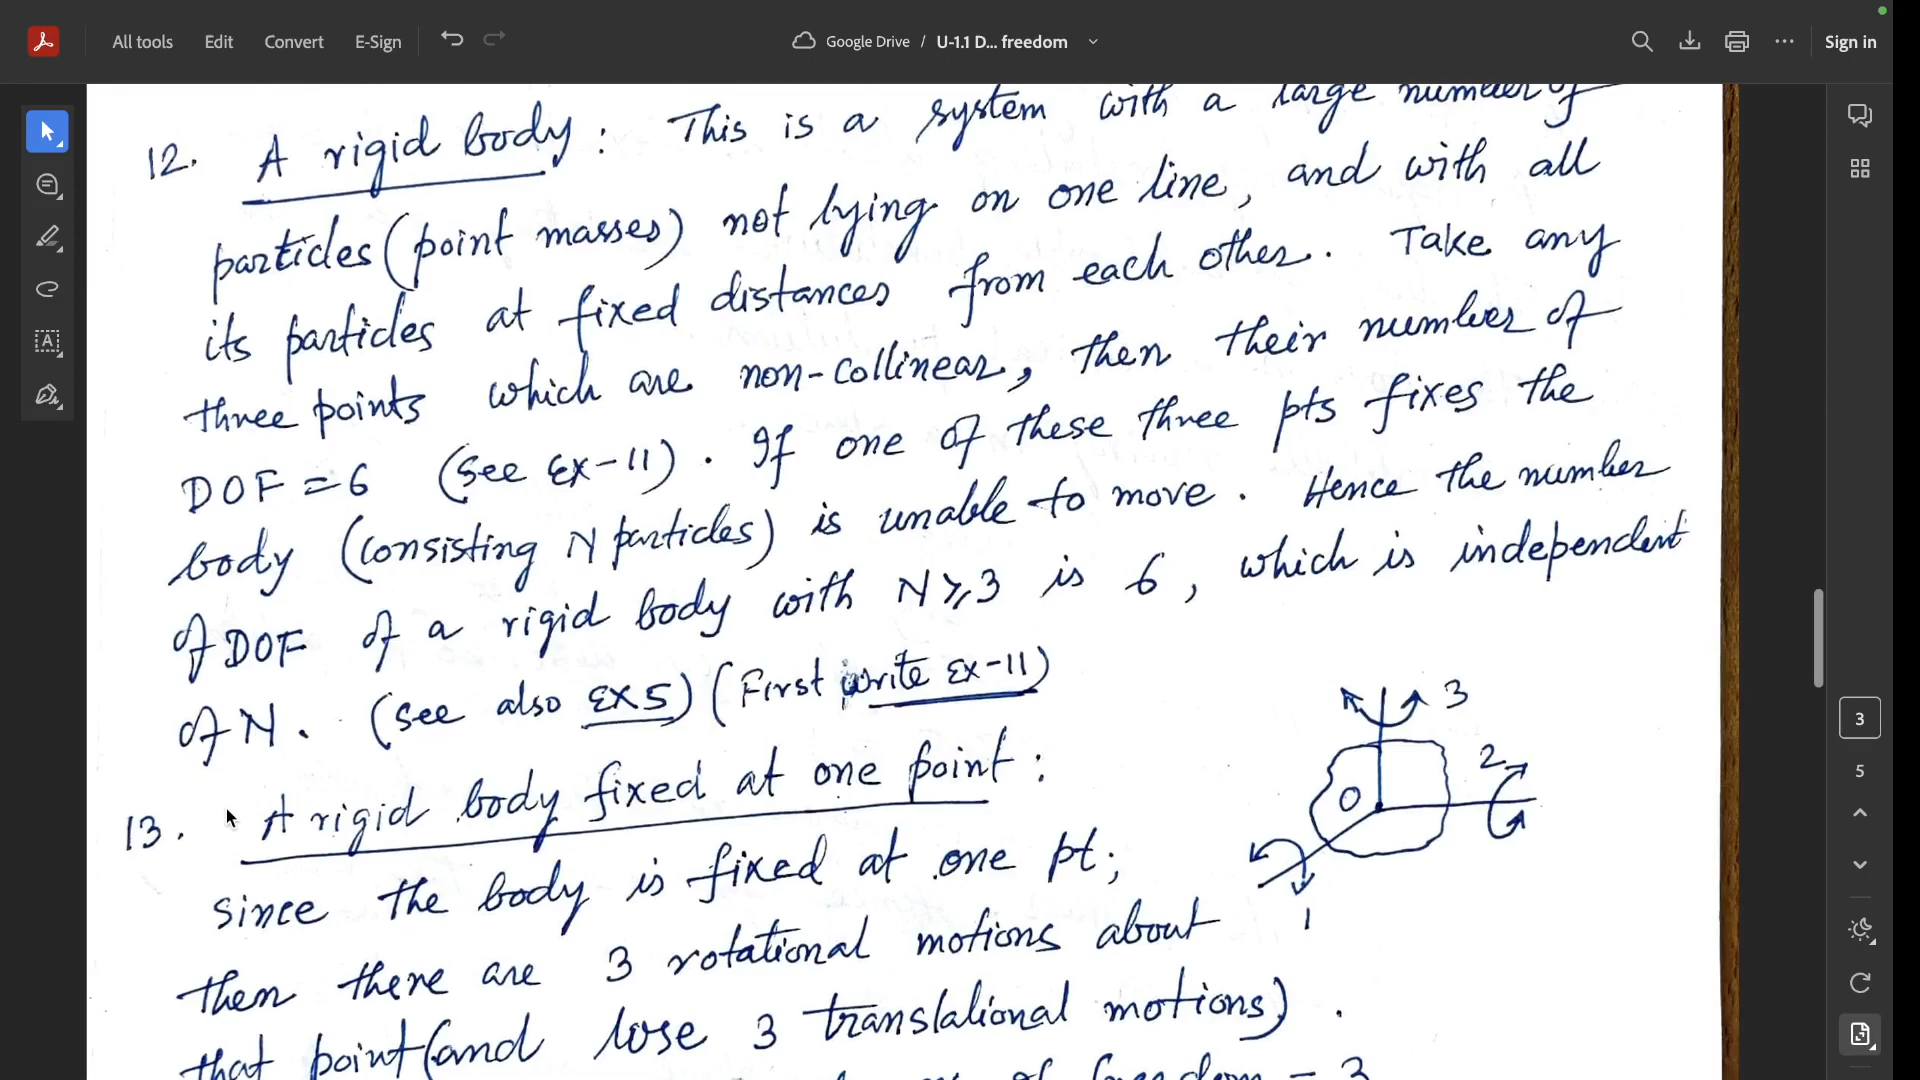 All tools Edit Convert E-Sign Google Drive / U-1.1 D... freedom Sign in
12. A rigid body : This is a system with a large number of
particles (point masses) not lying on one line, and with all
its particles at fixed distances from each other. Take any
three points which are non-collinear, then their number of
DOF = 6 (see Ex-11). If one of these three pts fixes the
body (consisting N particles) is unable to move. Hence the number
of DOF of a rigid body with N ≥ 3 is 6, which is independent
of N. (see also EX 5) (First write Ex-11)
13. A rigid body fixed at one point :
since the body is fixed at one pt;
then there are 3 rotational motions about
that point (and lose 3 translational motions).
of freedom = 3
3
2
O
1
3
5